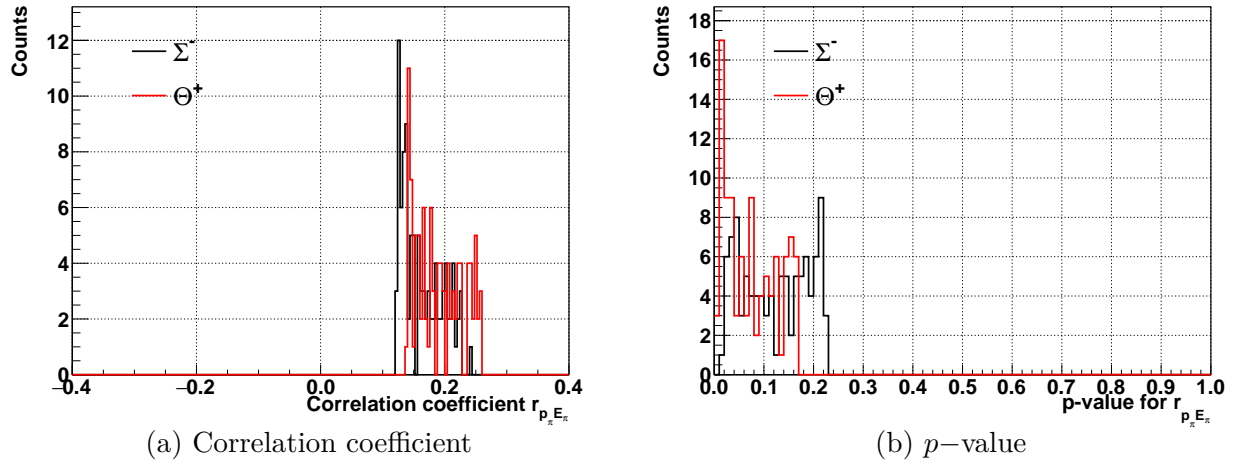 Counts
12
10
8
6
4
2
0
Σ⁻
Θ⁺
−0.4 −0.2 0.0 0.2 0.4
Correlation coefficient r_{p_π E_π}
(a) Correlation coefficient
Counts
18
16
14
12
10
8
6
4
2
0
Σ⁻
Θ⁺
0.0 0.1 0.2 0.3 0.4 0.5 0.6 0.7 0.8 0.9 1.0
p-value for r_{p_π E_π}
(b) p−value